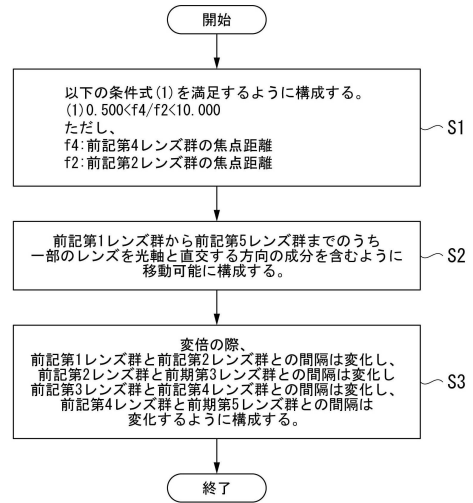 開始
以下の条件式(1)を満足するように構成する。
(1)0.500<f4/f2<10.000
ただし、
f4:前記第4レンズ群の焦点距離
f2:前記第2レンズ群の焦点距離
S1
前記第1レンズ群から前記第5レンズ群までのうち
一部のレンズを光軸と直交する方向の成分を含むように
移動可能に構成する。
S2
変倍の際、
前記第1レンズ群と前記第2レンズ群との間隔は変化し、
前記第2レンズ群と前期第3レンズ群との間隔は変化し
前記第3レンズ群と前記第4レンズ群との間隔は変化し、
前記第4レンズ群と前期第5レンズ群との間隔は
変化するように構成する。
S3
終了